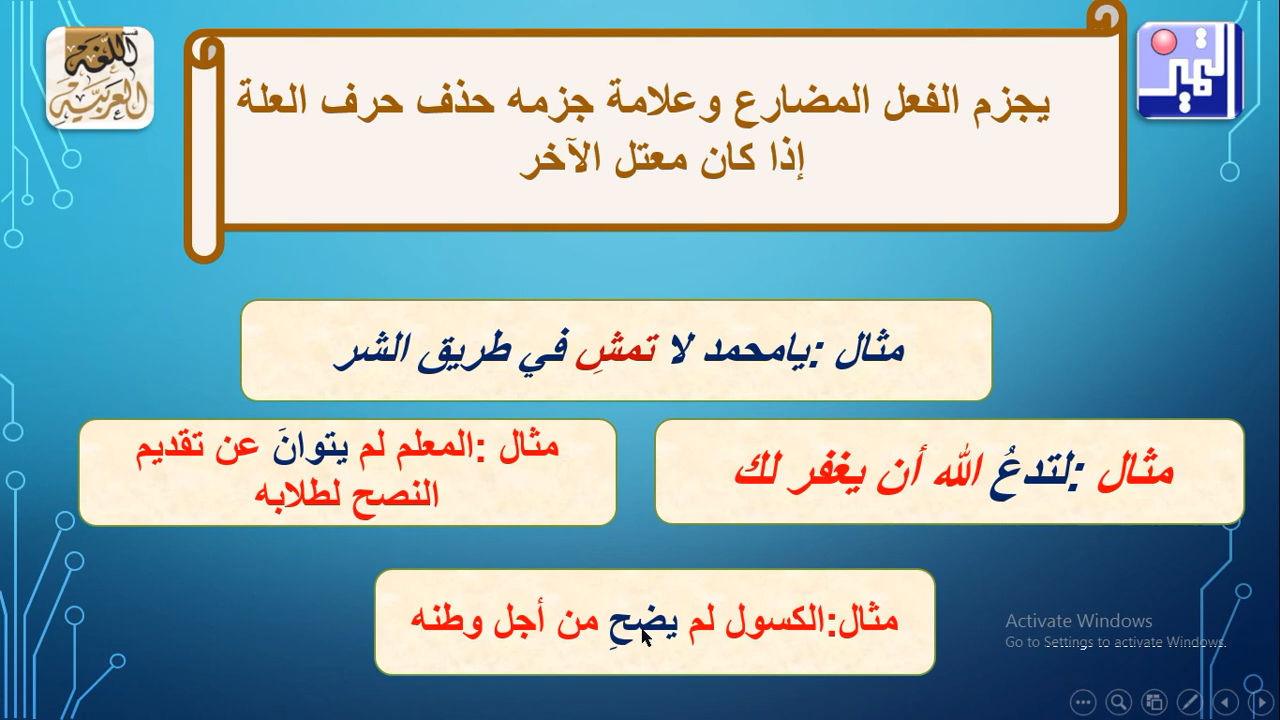 اللغة العربية
التميز
يجزم الفعل المضارع وعلامة جزمه حذف حرف العلة
إذا كان معتل الآخر
مثال :يامحمد لا تمشِ في طريق الشر
مثال :لتدعُ الله أن يغفر لك
مثال :المعلم لم يتوانَ عن تقديم
النصح لطلابه
مثال:الكسول لم يضحِ من أجل وطنه
Activate Windows
Go to Settings to activate Windows.